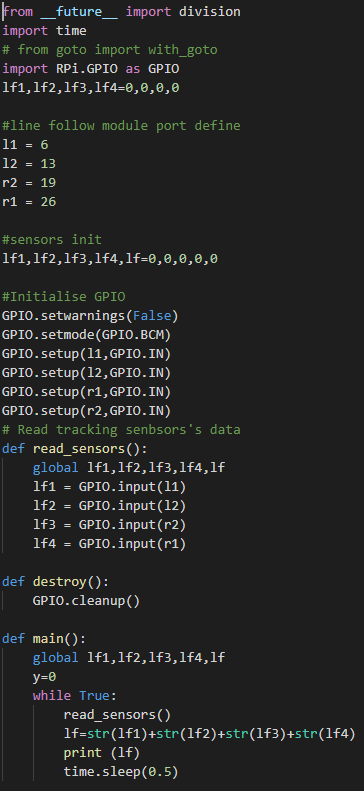 from __future__ import division
import time
# from goto import with_goto
import RPi.GPIO as GPIO
lf1,lf2,lf3,lf4=0,0,0,0

#line follow module port define
l1 = 6
l2 = 13
r2 = 19
r1 = 26

#sensors init
lf1,lf2,lf3,lf4,lf=0,0,0,0,0

#Initialise GPIO
GPIO.setwarnings(False)
GPIO.setmode(GPIO.BCM)
GPIO.setup(l1,GPIO.IN)
GPIO.setup(l2,GPIO.IN)
GPIO.setup(r1,GPIO.IN)
GPIO.setup(r2,GPIO.IN)
# Read tracking senbsors's data
def read_sensors():
    global lf1,lf2,lf3,lf4,lf
    lf1 = GPIO.input(l1)
    lf2 = GPIO.input(l2)
    lf3 = GPIO.input(r2)
    lf4 = GPIO.input(r1)

def destroy():
    GPIO.cleanup()

def main():
    global lf1,lf2,lf3,lf4,lf
    y=0
    while True:
        read_sensors()
        lf=str(lf1)+str(lf2)+str(lf3)+str(lf4)
        print (lf)
        time.sleep(0.5)